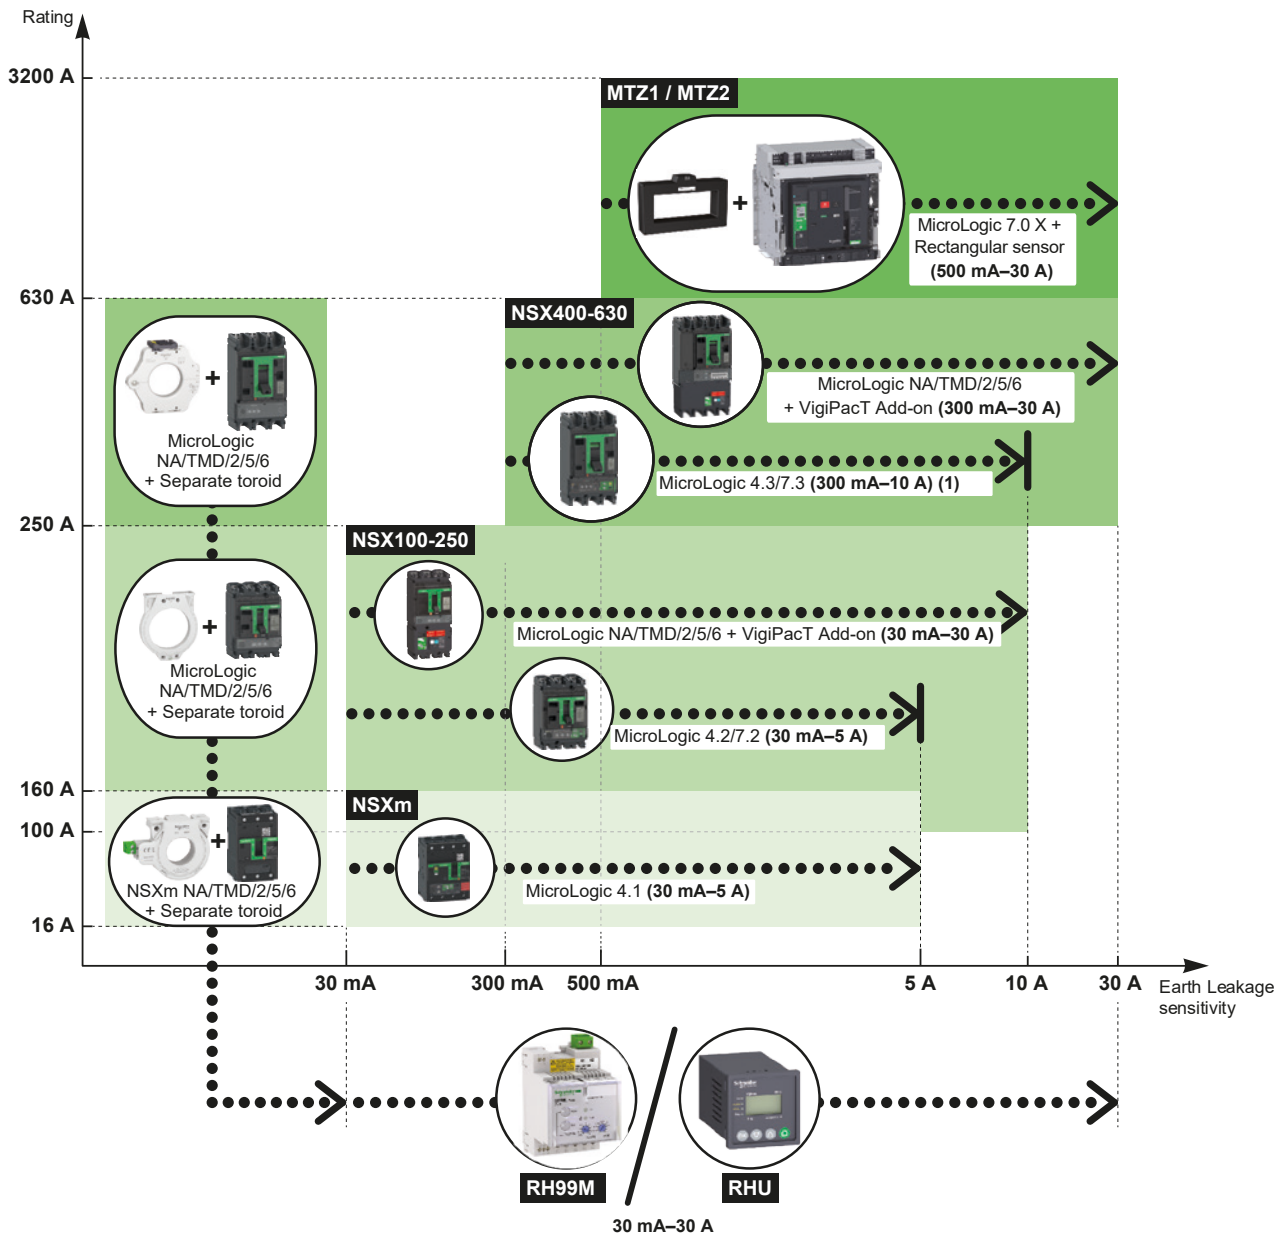 Rating
3200 A
MTZ1 / MTZ2
+
MicroLogic 7.0 X +
Rectangular sensor
(500 mA–30 A)
630 A
NSX400-630
+
MicroLogic
NA/TMD/2/5/6
+ Separate toroid
MicroLogic NA/TMD/2/5/6
+ VigiPacT Add-on (300 mA–30 A)
MicroLogic 4.3/7.3 (300 mA–10 A) (1)
250 A
NSX100-250
+
MicroLogic
NA/TMD/2/5/6
+ Separate toroid
MicroLogic NA/TMD/2/5/6 + VigiPacT Add-on (30 mA–30 A)
MicroLogic 4.2/7.2 (30 mA–5 A)
160 A
NSXm
100 A
+
NSXm NA/TMD/2/5/6
+ Separate toroid
MicroLogic 4.1 (30 mA–5 A)
16 A
30 mA
300 mA
500 mA
5 A
10 A
30 A
Earth Leakage
sensitivity
RH99M
RHU
30 mA–30 A